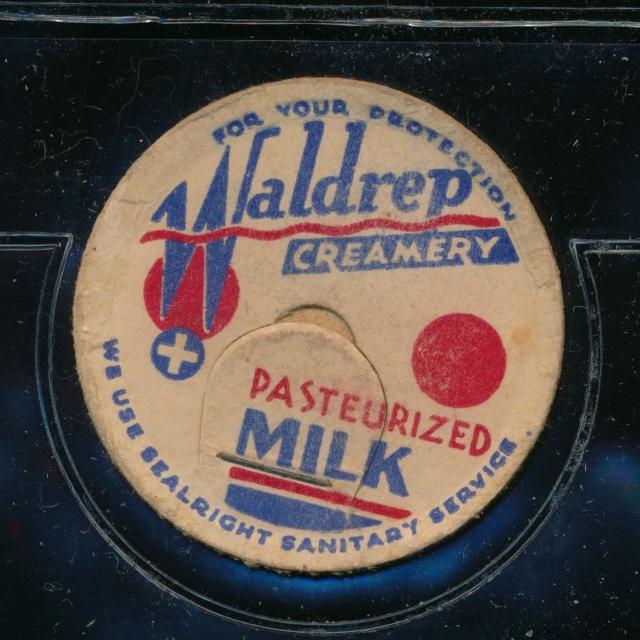 FOR YOUR PROTECTION
Waldrep
CREAMERY
PASTEURIZED
MILK
WE USE SEALRIGHT SANITARY SERVICE.